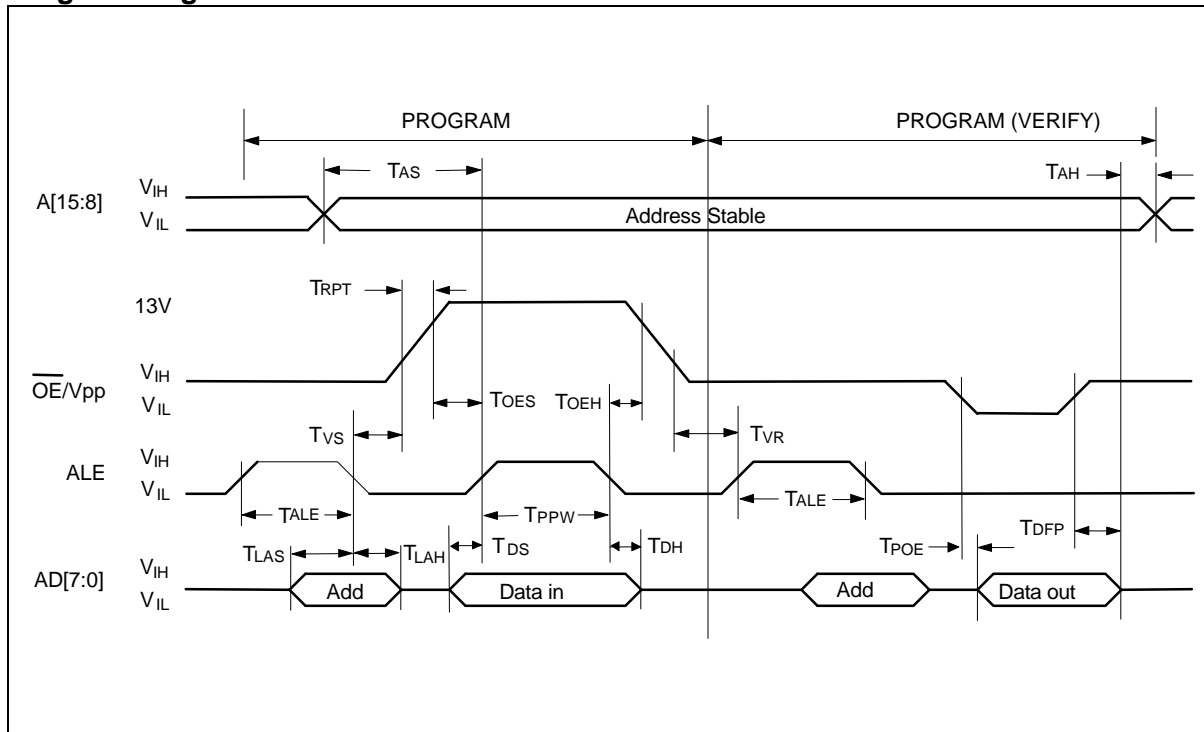 PROGRAM
PROGRAM (VERIFY)
TAS
TAH
A[15:8]
VIH
VIL
Address Stable
TRPT
13V
OE/Vpp
VIH
VIL
TOES
TOEH
TVS
TVR
ALE
VIH
VIL
TALE
TPPW
TALE
TDFP
TLAS
TLAH
TDS
TDH
TPOE
AD[7:0]
VIH
VIL
Add
Data in
Add
Data out